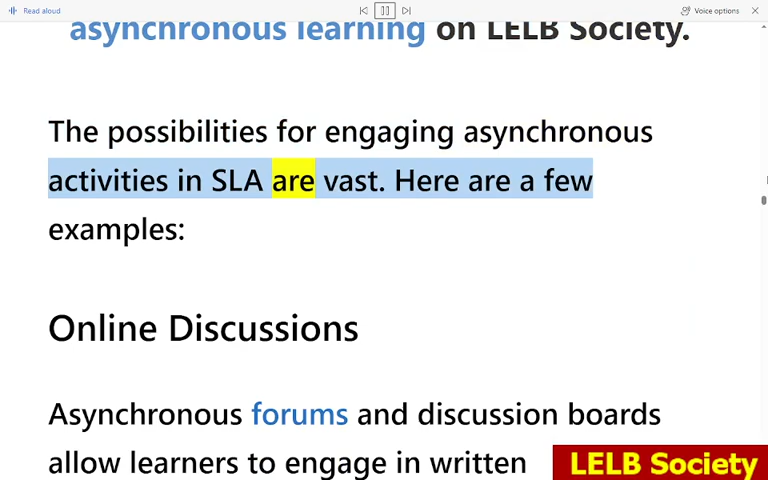 Read aloud
Voice options
asynchronous learning on LELB Society.
The possibilities for engaging asynchronous
activities in SLA are vast. Here are a few
examples:
Online Discussions
Asynchronous forums and discussion boards
allow learners to engage in written
LELB Society